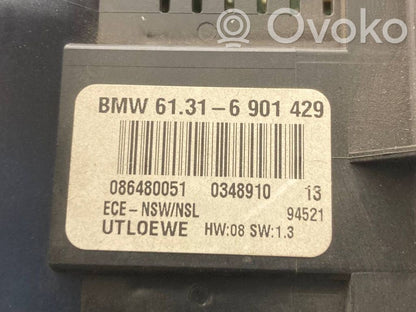 Ovoko
BMW 61.31-6 901 429
086480051 0348910 13
ECE-NSW/NSL 94521
UTLOEWE HW:08 SW:1.3